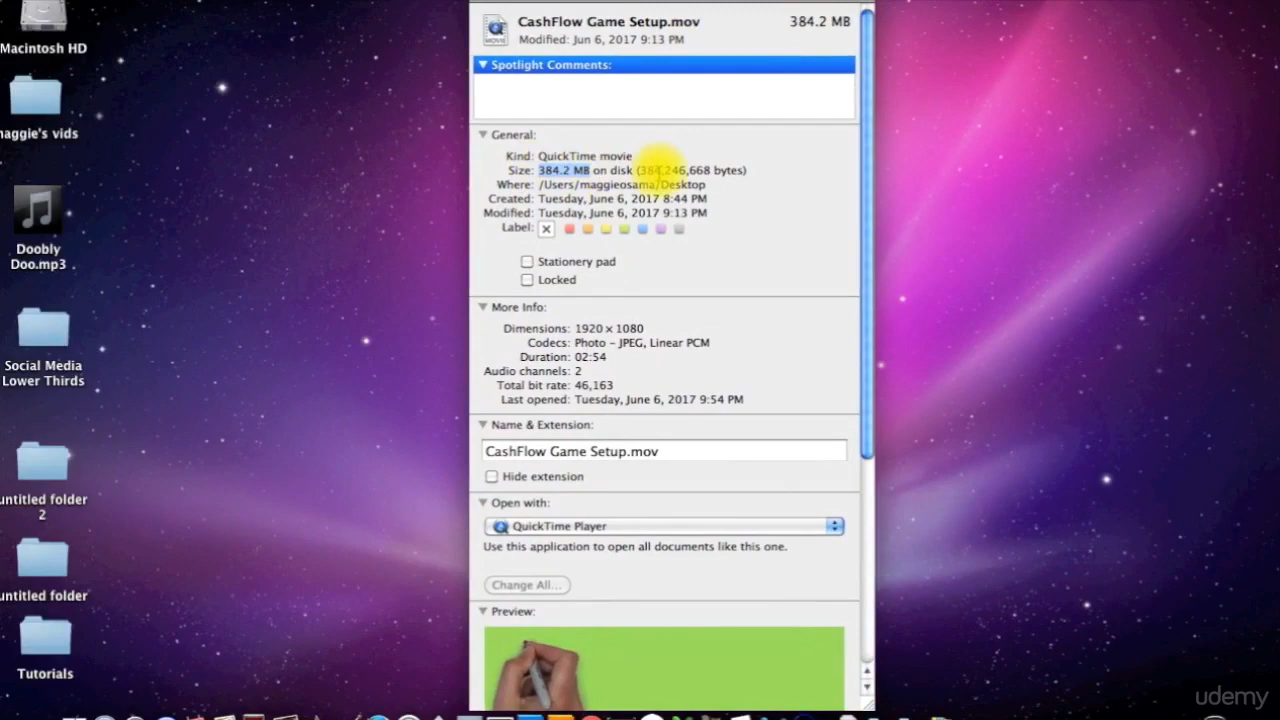 Macintosh HD
aggie's vids
Doobly
Doo.mp3
Social Media
Lower Thirds
untitled folder
2
untitled folder
Tutorials
CashFlow Game Setup.mov 384.2 MB
Modified: Jun 6, 2017 9:13 PM
MOVIE
Spotlight Comments:
General:
Kind: QuickTime movie
Size: 384.2 MB on disk (384,246,668 bytes)
Where: /Users/maggieosama/Desktop
Created: Tuesday, June 6, 2017 8:44 PM
Modified: Tuesday, June 6, 2017 9:13 PM
Label:
Stationery pad
Locked
More Info:
Dimensions: 1920 × 1080
Codecs: Photo - JPEG, Linear PCM
Duration: 02:54
Audio channels: 2
Total bit rate: 46,163
Last opened: Tuesday, June 6, 2017 9:54 PM
Name & Extension:
CashFlow Game Setup.mov
Hide extension
Open with:
QuickTime Player
Use this application to open all documents like this one.
Change All...
Preview:
udemy